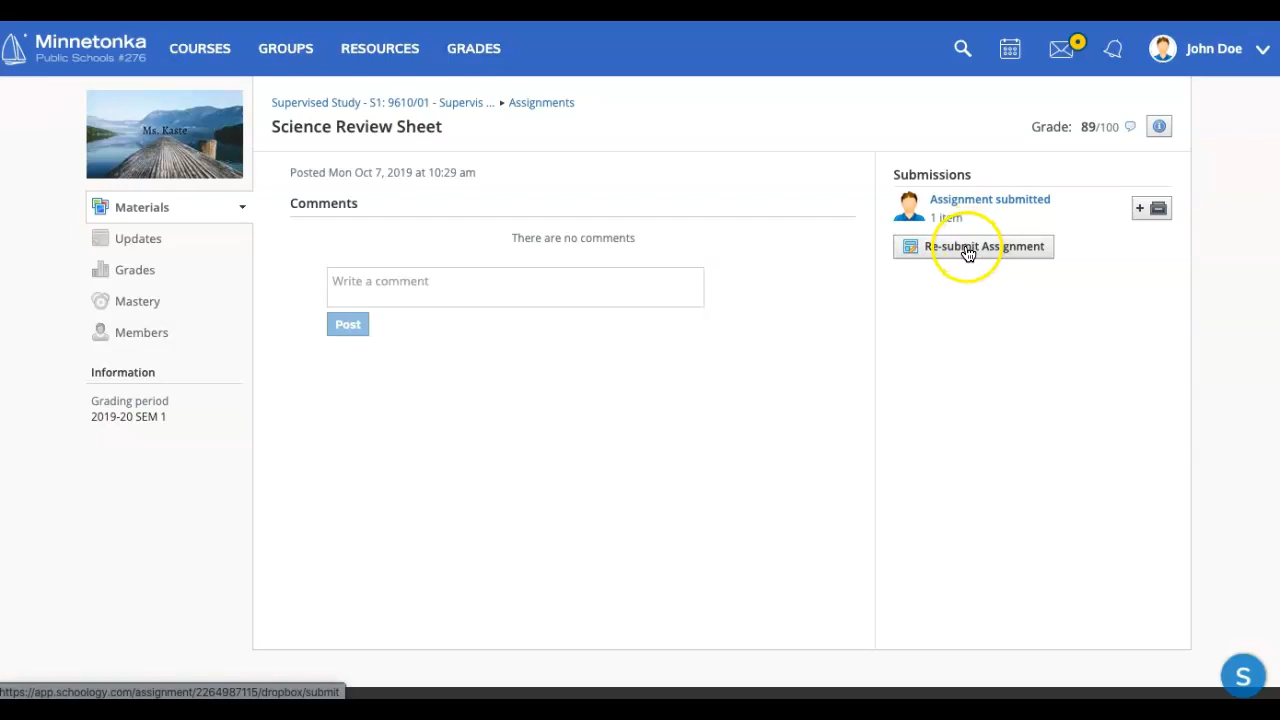 Minnetonka
Public Schools #276
COURSES GROUPS RESOURCES GRADES
John Doe
Ms. Kaste
Supervised Study - S1: 9610/01 - Supervis ... ▸ Assignments
Science Review Sheet
Grade: 89/100
Materials
Updates
Grades
Mastery
Members
Information
Grading period
2019-20 SEM 1
Posted Mon Oct 7, 2019 at 10:29 am
Comments
There are no comments
Write a comment
Post
Submissions
Assignment submitted
1 item
+
Re-submit Assignment
https://app.schoology.com/assignment/2264987115/dropbox/submit
S